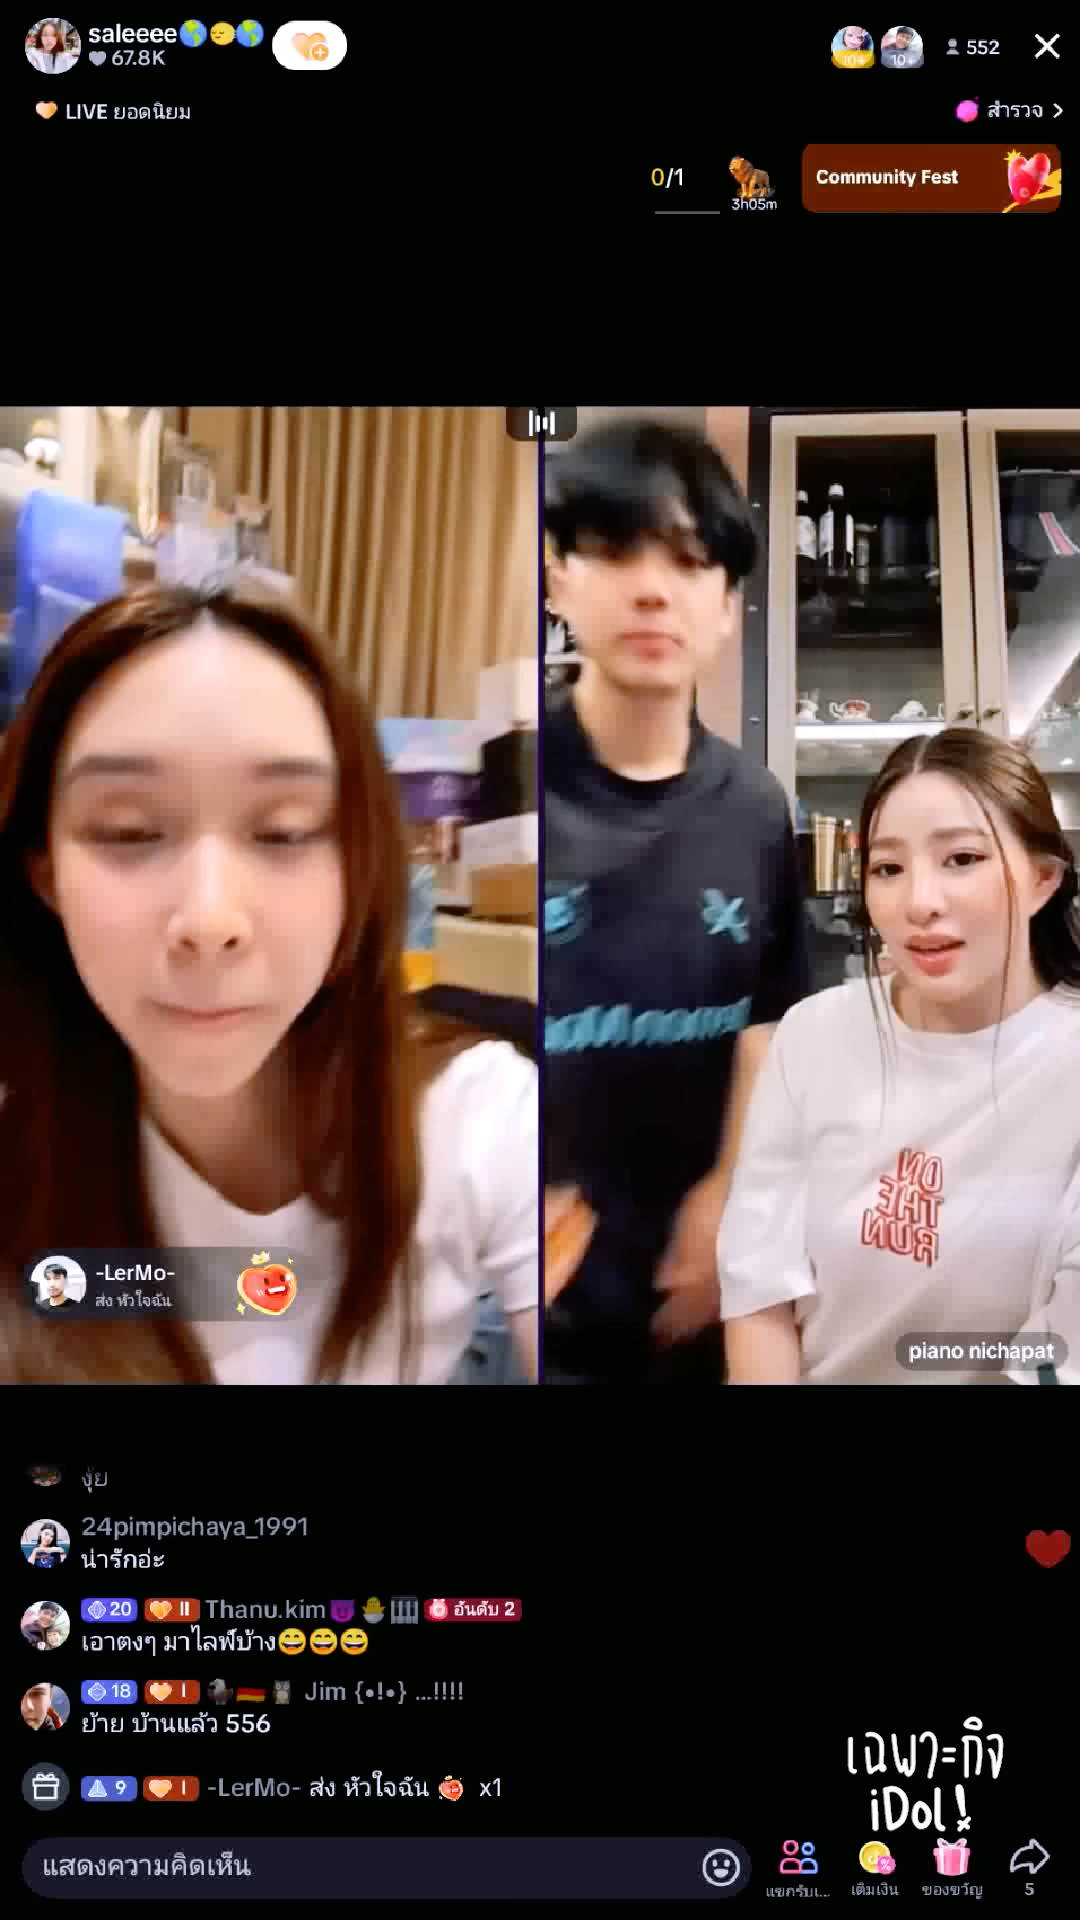 saleeee🌎😴🌎
67.8K
552
LIVE ยอดนิยม
สำรวจ
0/1
3h05m
Community Fest
ON
THE
RUN
-LerMo-
ส่ง หัวใจฉัน
piano nichapat
งุ้ย
24pimpichaya_1991
น่ารักอ่ะ
20 II Thanu.kim😈🐣 อันดับ 2
เอาตงๆ มาไลฟ์บ้าง😄😄😄
18 I 🇩🇪🦉 Jim {•!•} ...!!!!
ย้าย บ้านแล้ว 556
9 I -LerMo- ส่ง หัวใจฉัน x1
เฉพาะกิจ
iDol!
แสดงความคิดเห็น
เติมเงิน
ของขวัญ
5